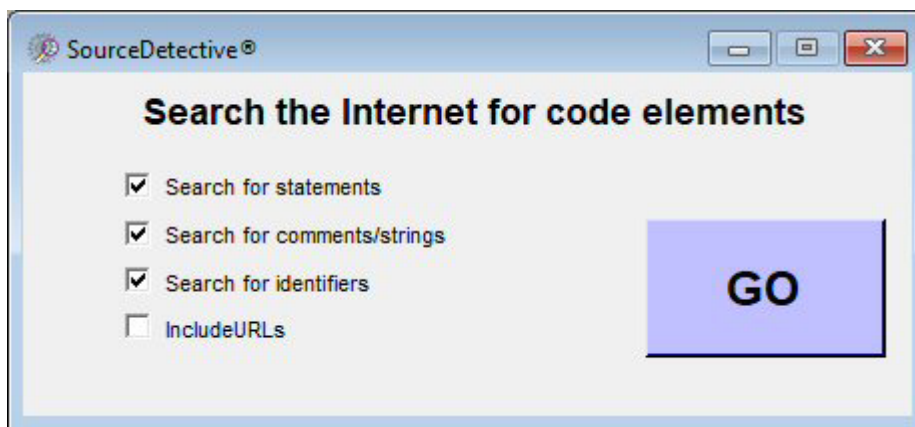 SourceDetective®
Search the Internet for code elements
Search for statements
Search for comments/strings
Search for identifiers
IncludeURLs
GO